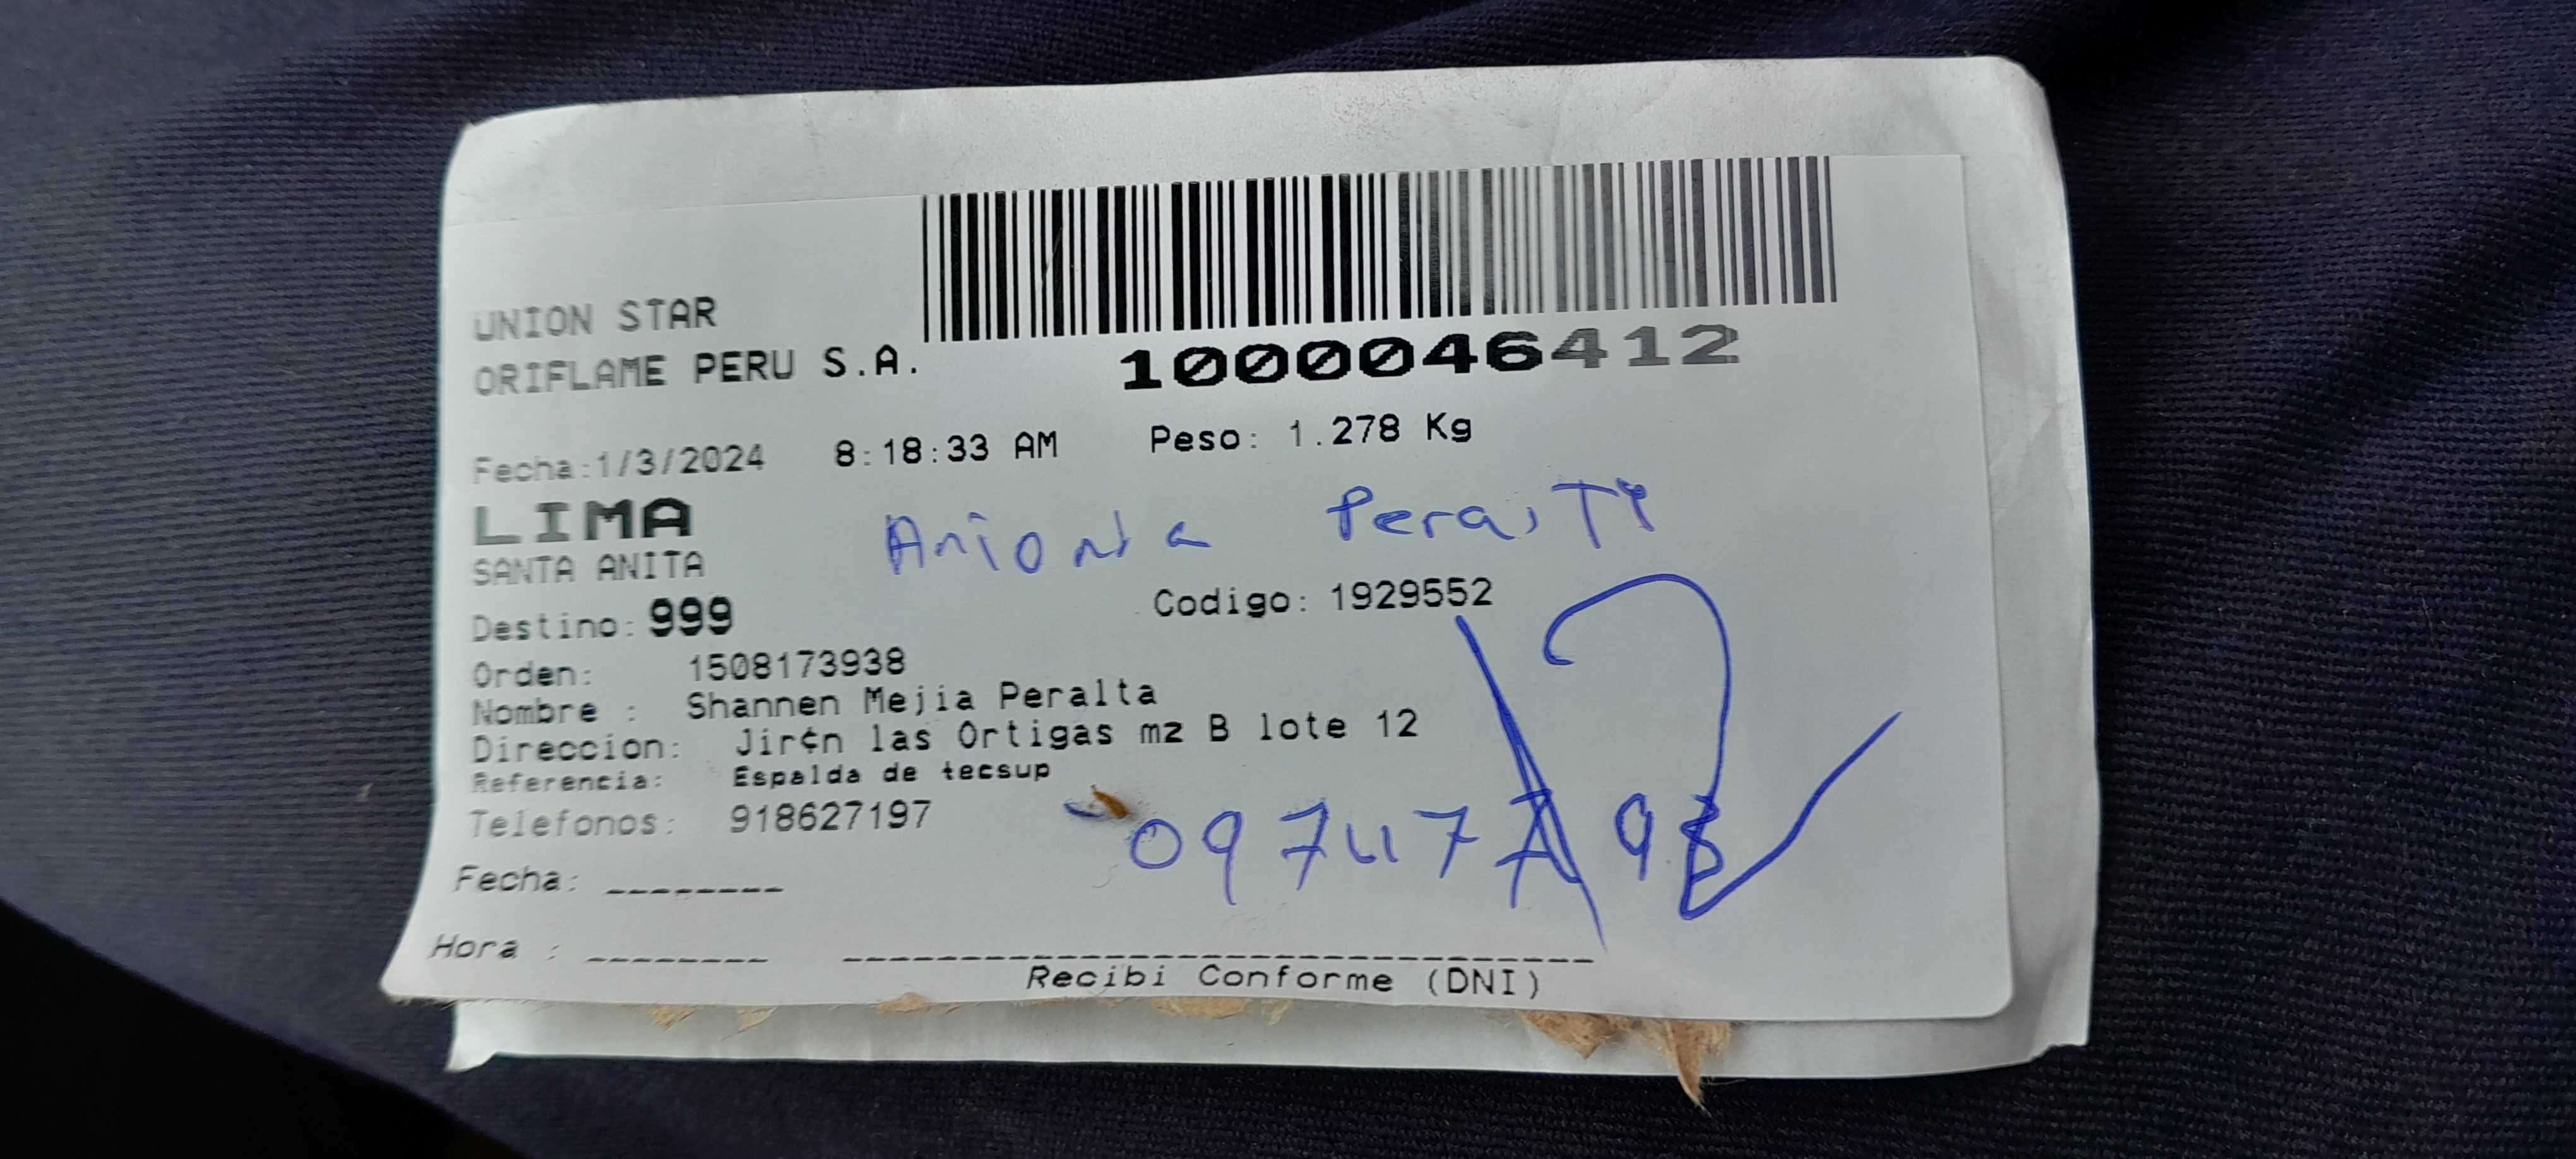 UNION STAR
ORIFLAME PERU S.A.
1000046412
Fecha:1/3/2024 8:18:33 AM Peso: 1.278 Kg
LIMA
SANTA ANITA
Destino: 999 Codigo: 1929552
Orden: 1508173938
Nombre : Shannen Mejia Peralta
Direccion: Jir¢n las Ortigas mz B lote 12
Referencia: Espalda de tecsup
Telefonos: 918627197
Fecha: ________
Hora : ________
Recibi Conforme (DNI)